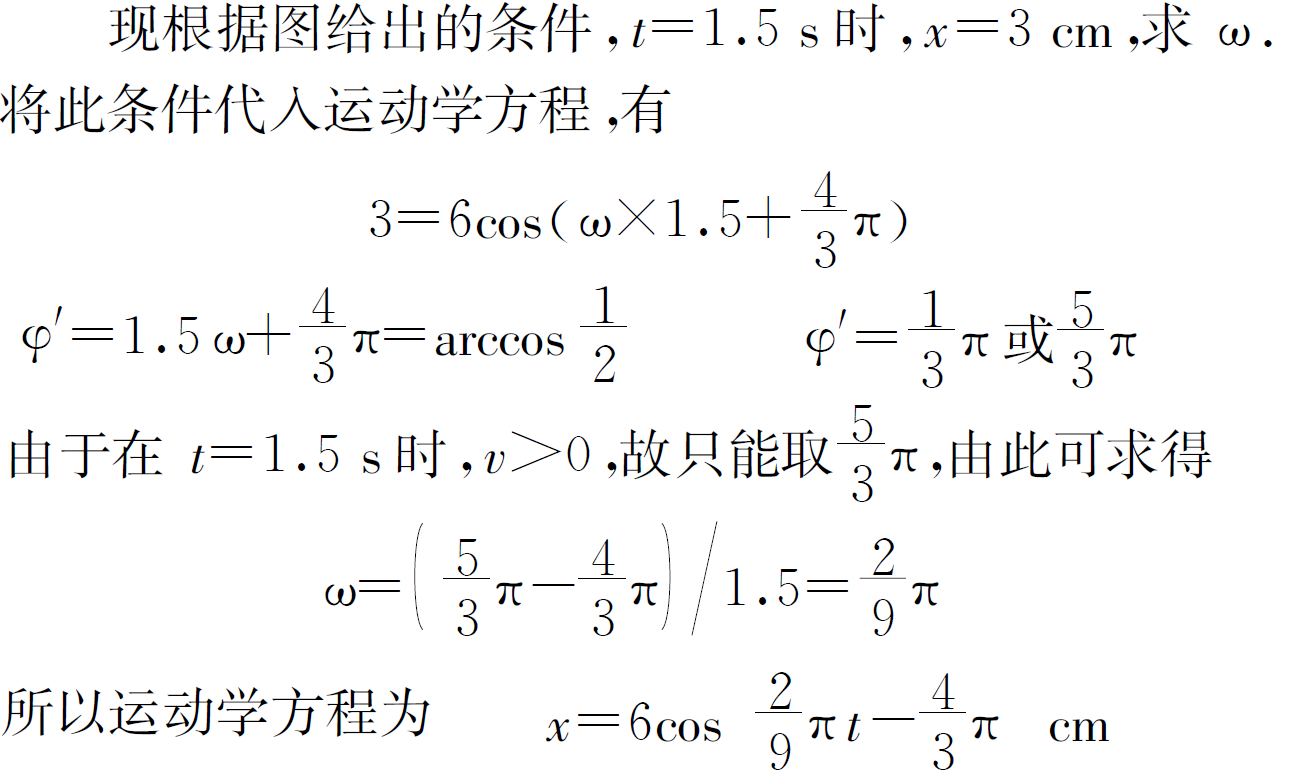 现根据图给出的条件,t=1.5 s时,x=3 cm,求 ω.
将此条件代入运动学方程,有
3=6cos(ω×1.5+4/3π)
φ′=1.5ω+4/3π=arccos 1/2 φ′=1/3π或5/3π
由于在 t=1.5 s时,v>0,故只能取5/3π,由此可求得
ω=(5/3π-4/3π)/1.5=2/9π
所以运动学方程为 x=6cos 2/9πt-4/3π cm